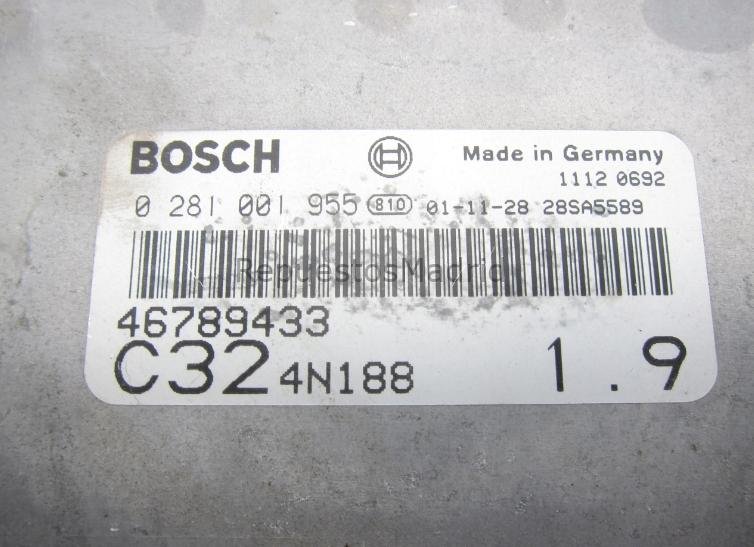 BOSCH
Made in Germany
1112 0692
0 281 001 955 810 01-11-28 28SA5589
RepuestosMadrid
46789433
C32 4N188 1.9